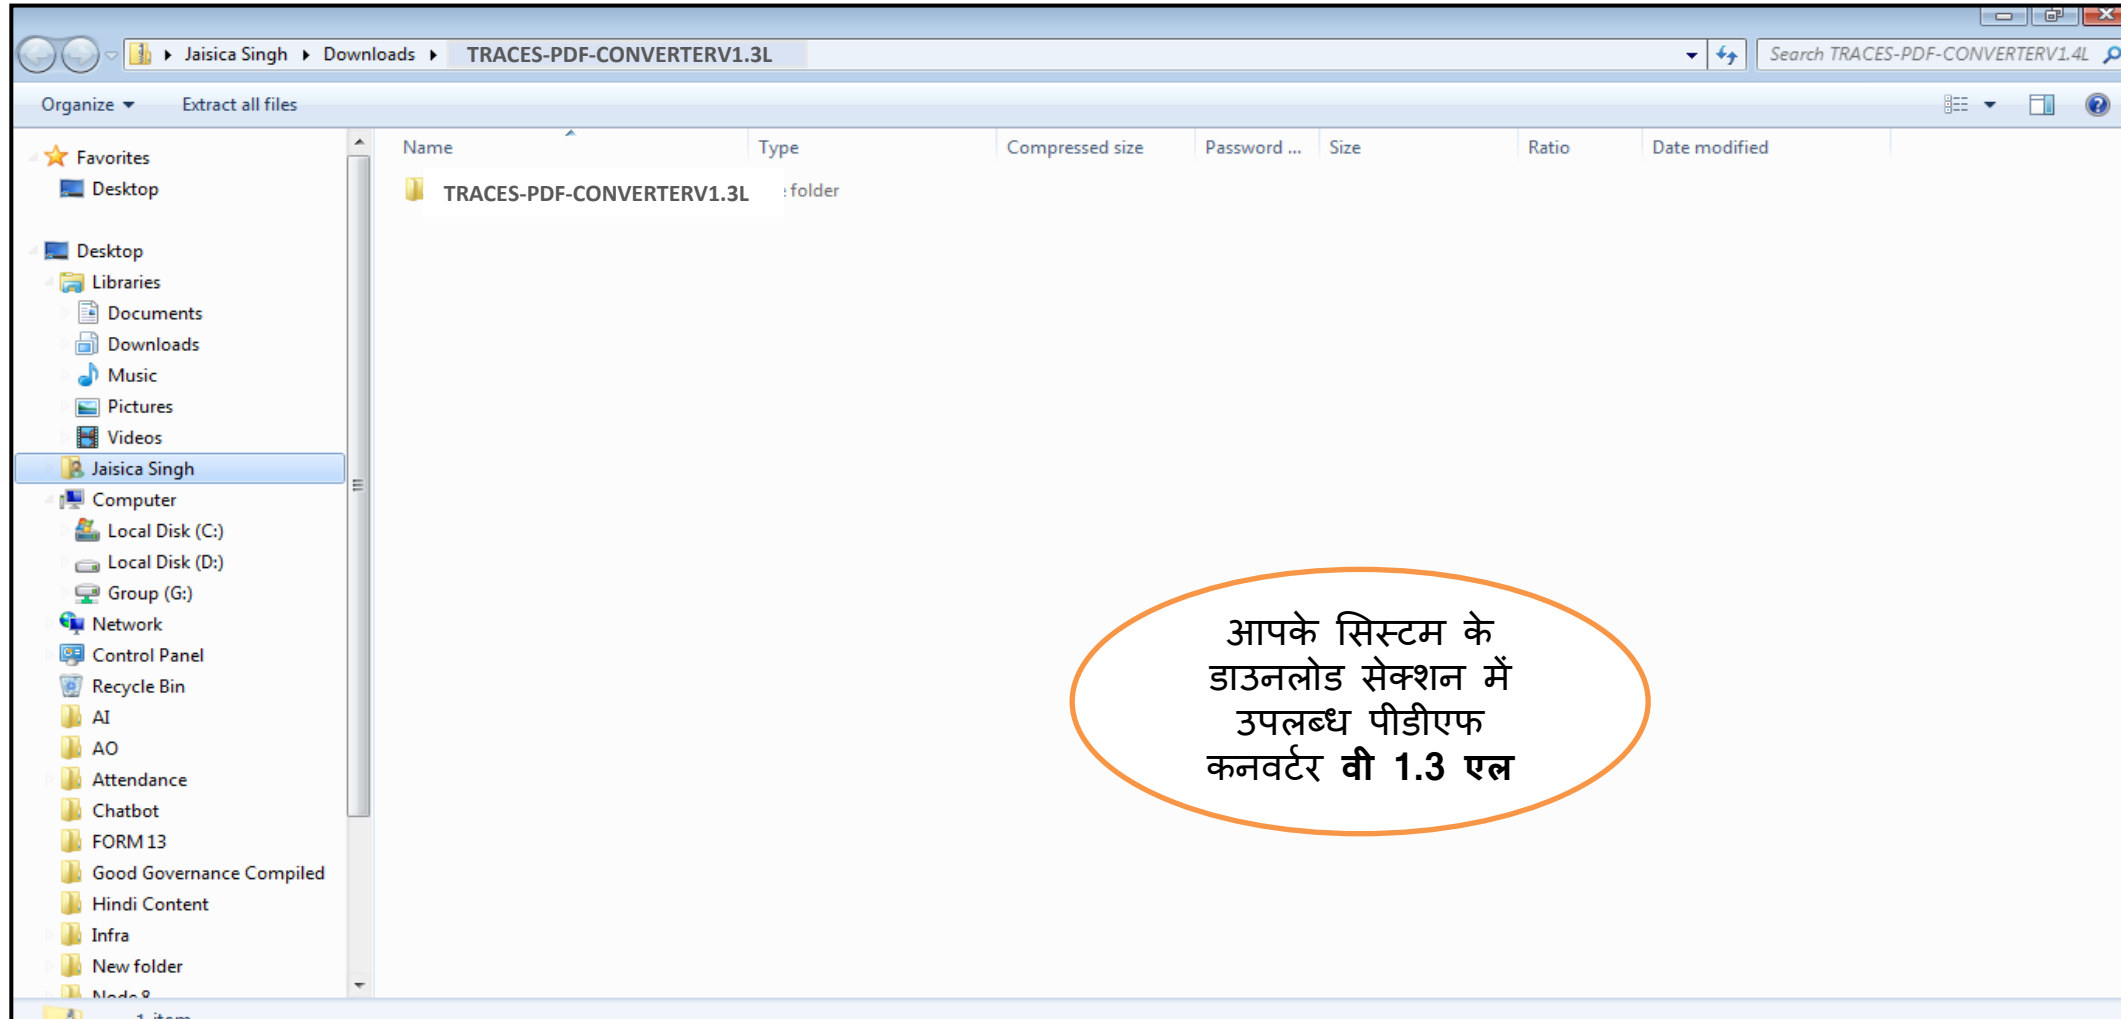 Jaisica Singh Downloads TRACES-PDF-CONVERTERV1.3L
Search TRACES-PDF-CONVERTERV1.4L
Organize Extract all files
Name Type Compressed size Password ... Size Ratio Date modified
TRACES-PDF-CONVERTERV1.3L folder
Favorites
Desktop
Desktop
Libraries
Documents
Downloads
Music
Pictures
Videos
Jaisica Singh
Computer
Local Disk (C:)
Local Disk (D:)
Group (G:)
Network
Control Panel
Recycle Bin
AI
AO
Attendance
Chatbot
FORM 13
Good Governance Compiled
Hindi Content
Infra
New folder
Node 8
1 item
आपके सिस्टम के
डाउनलोड सेक्शन में
उपलब्ध पीडीएफ
कनवर्टर वी 1.3 एल